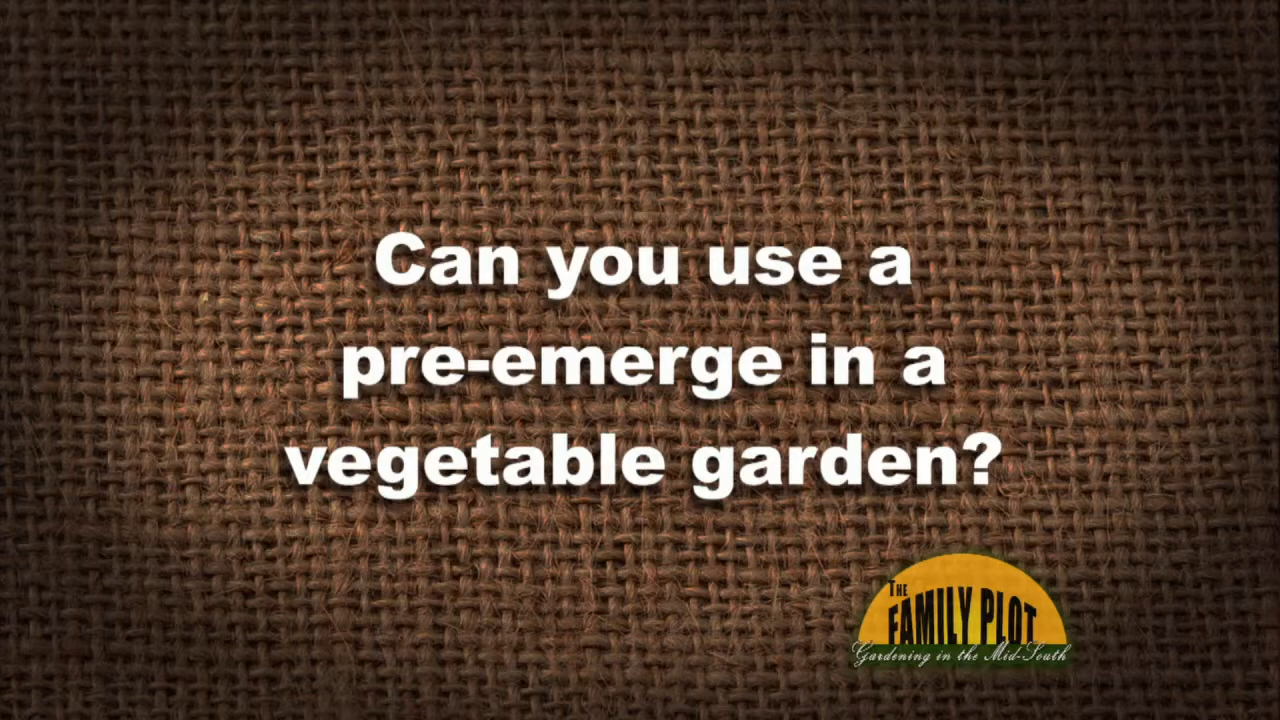 Can you use a
pre-emerge in a
vegetable garden?
THE
FAMILY PLOT
Gardening in the Mid-South